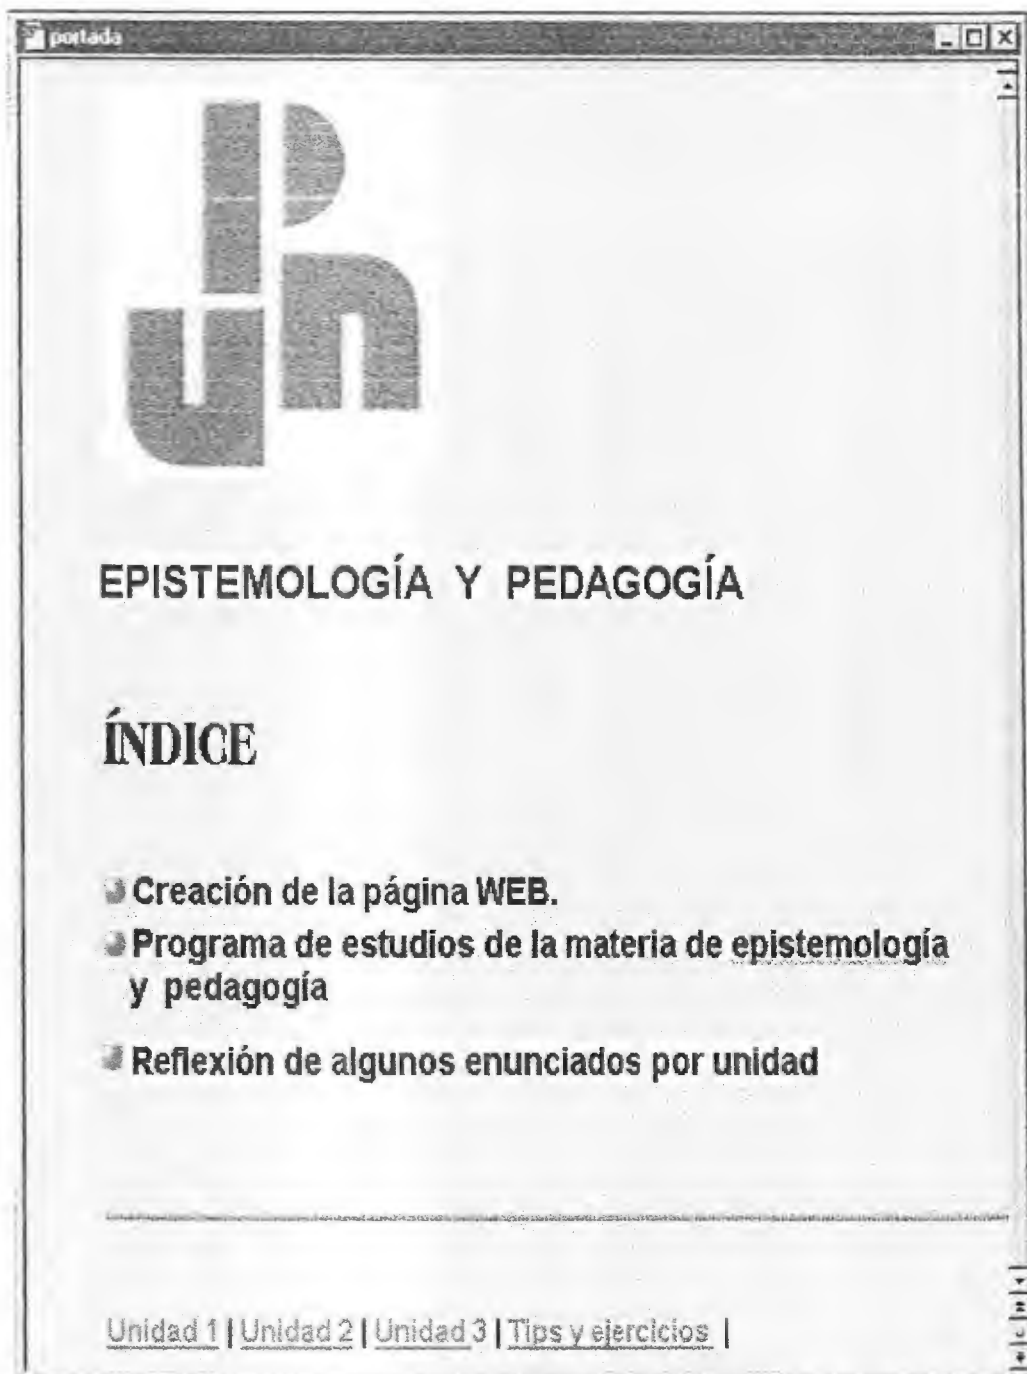 portada
upn
EPISTEMOLOGÍA Y PEDAGOGÍA
ÍNDICE
Creación de la página WEB.
Programa de estudios de la materia de epistemología
y pedagogía
Reflexión de algunos enunciados por unidad
Unidad 1 | Unidad 2 | Unidad 3 | Tips y ejercicios |